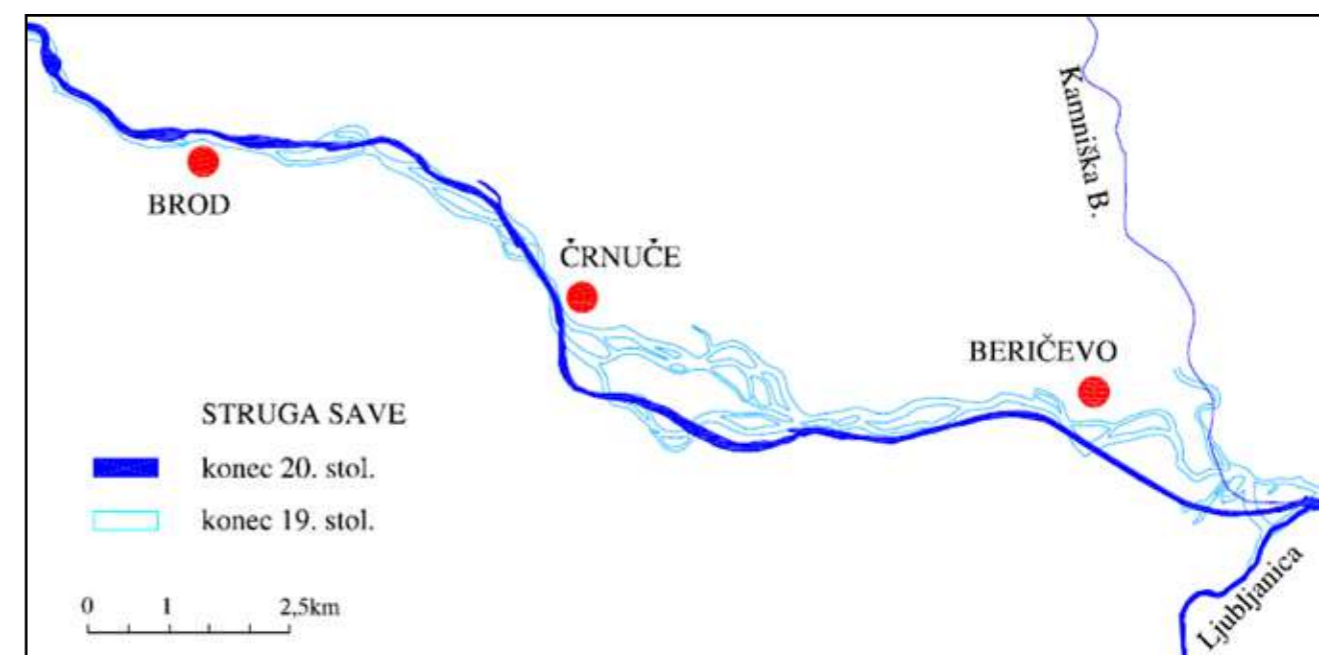 Kamniška B.
BROD
ČRNUČE
BERIČEVO
STRUGA SAVE
konec 20. stol.
konec 19. stol.
0 1 2,5km
Ljubljanica